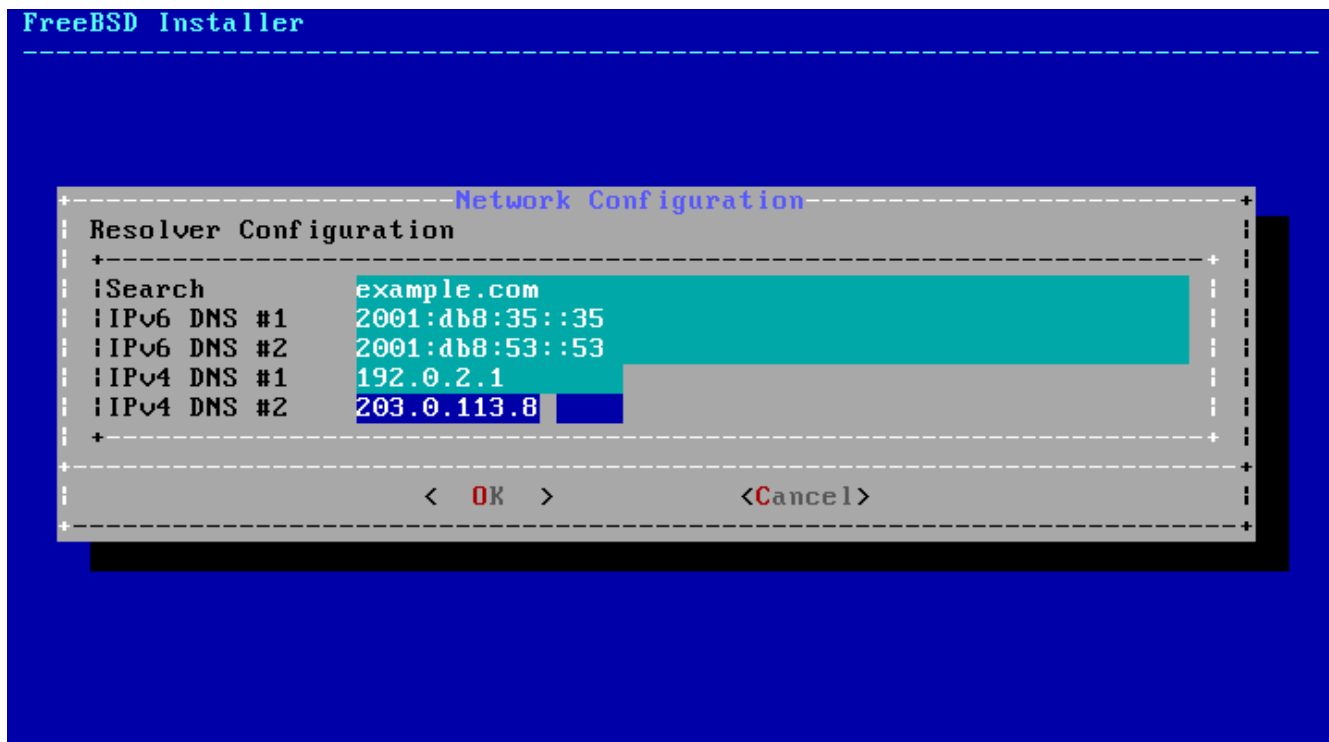 FreeBSD Installer
Network Configuration
Resolver Configuration
Search example.com
IPv6 DNS #1 2001:db8:35::35
IPv6 DNS #2 2001:db8:53::53
IPv4 DNS #1 192.0.2.1
IPv4 DNS #2 203.0.113.8
< OK > <Cancel>